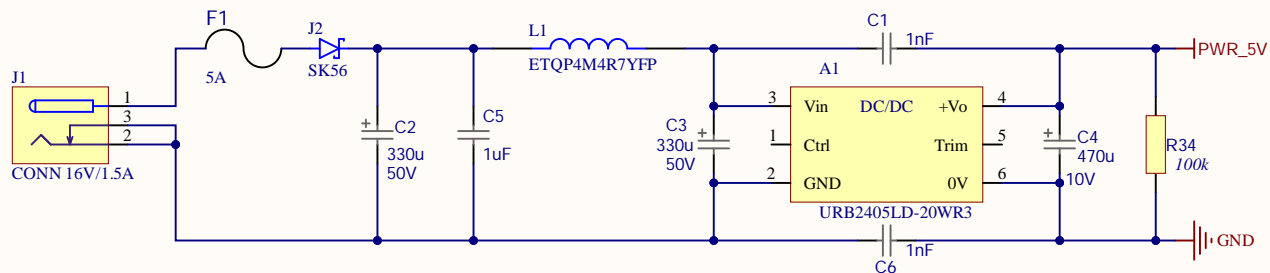 F1
5A
J2
SK56
L1
ETQP4M4R7YFP
C1
1nF
PWR_5V
J1
1
3
2
CONN 16V/1.5A
C2
330u
50V
C5
1uF
C3
330u
50V
A1
3 Vin DC/DC +Vo 4
1 Ctrl Trim 5
2 GND 0V 6
URB2405LD-20WR3
C4
470u
10V
R34
100k
C6
1nF
GND